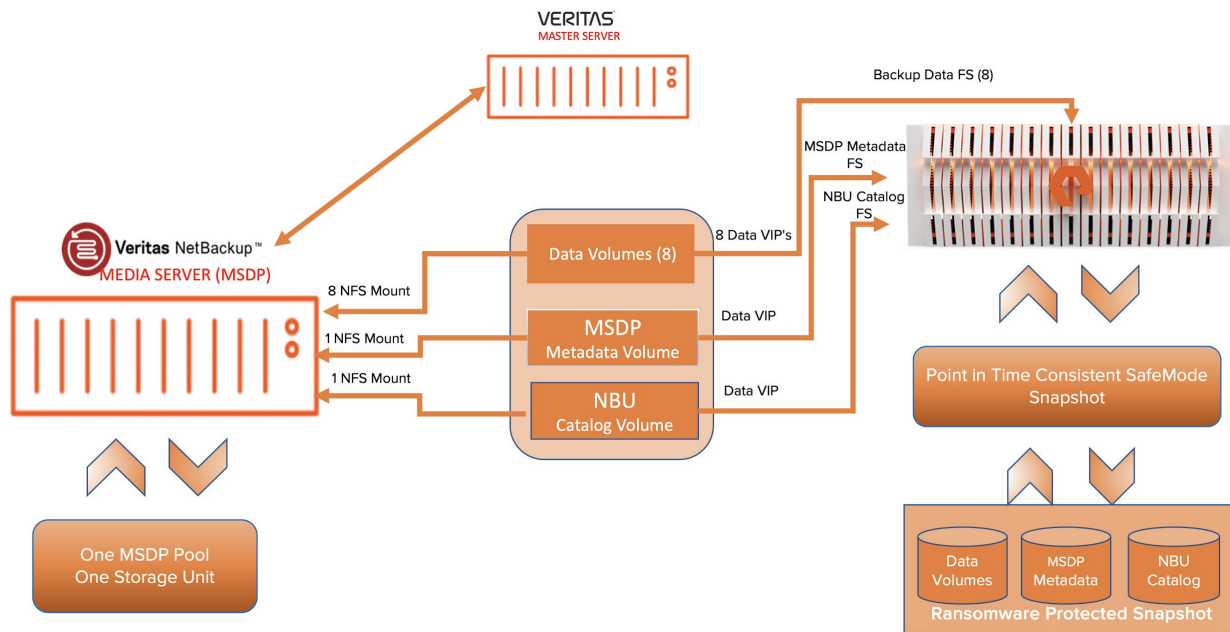 VERITAS
MASTER SERVER
Backup Data FS (8)
MSDP Metadata
FS
NBU Catalog
FS
Veritas NetBackup™
MEDIA SERVER (MSDP)
8 NFS Mount
1 NFS Mount
1 NFS Mount
Data Volumes (8)
MSDP
Metadata Volume
NBU
Catalog Volume
8 Data VIP's
Data VIP
Data VIP
Point in Time Consistent SafeMode
Snapshot
One MSDP Pool
One Storage Unit
Data
Volumes
MSDP
Metadata
NBU
Catalog
Ransomware Protected Snapshot